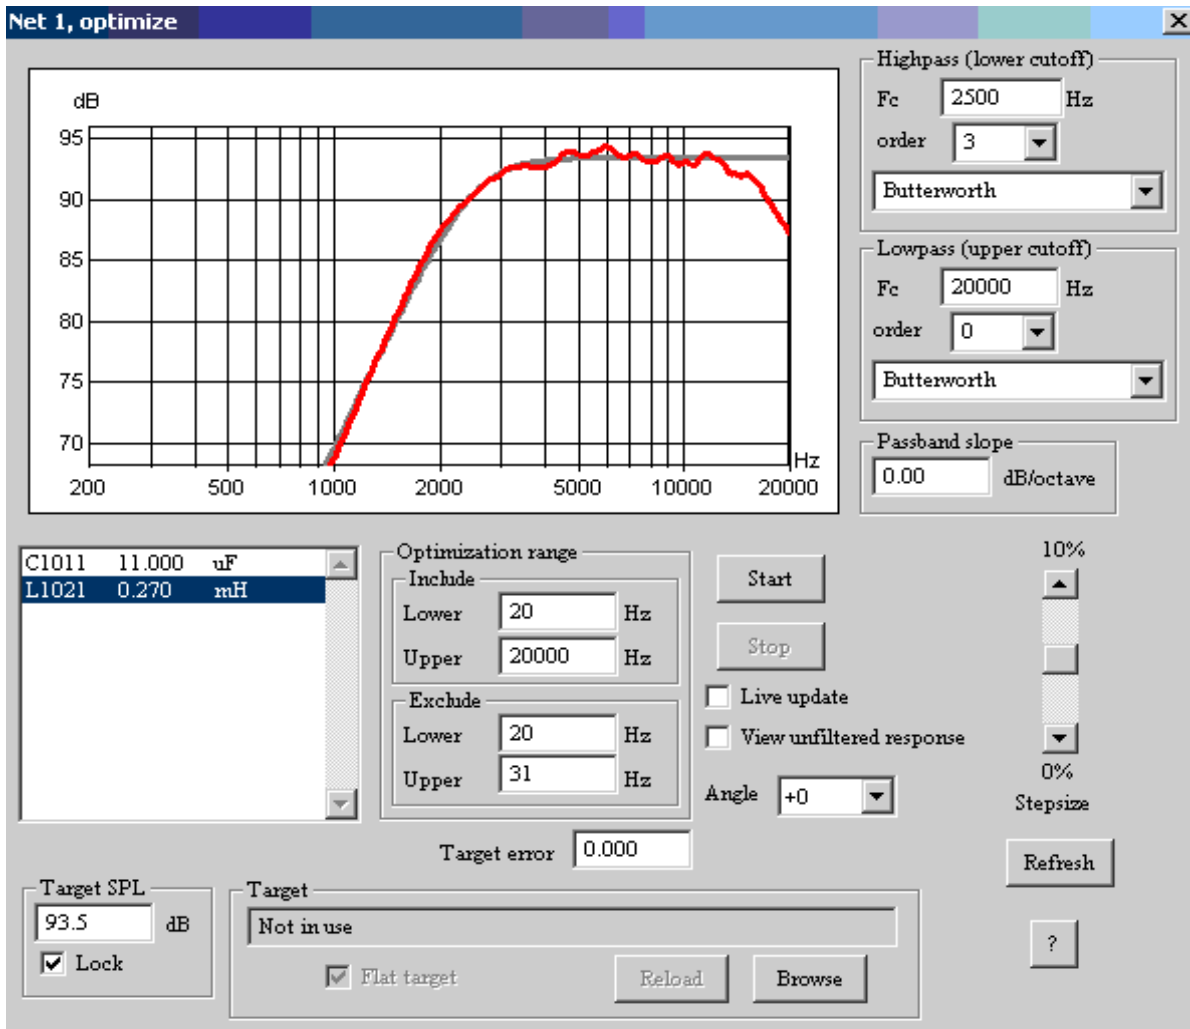 Net 1, optimize
dB
95
90
85
80
75
70
Hz
200 500 1000 2000 5000 10000 20000
Highpass (lower cutoff)
Fc 2500 Hz
order 3
Butterworth
Lowpass (upper cutoff)
Fc 20000 Hz
order 0
Butterworth
Passband slope
0.00 dB/octave
C1011 11.000 uF
L1021 0.270 mH
Optimization range
Include
Lower 20 Hz
Upper 20000 Hz
Exclude
Lower 20 Hz
Upper 31 Hz
Start
Stop
Live update
View unfiltered response
Angle +0
10%
0%
Stepsize
Target error 0.000
Refresh
Target SPL
93.5 dB
Lock
Target
Not in use
Flat target
Reload
Browse
?